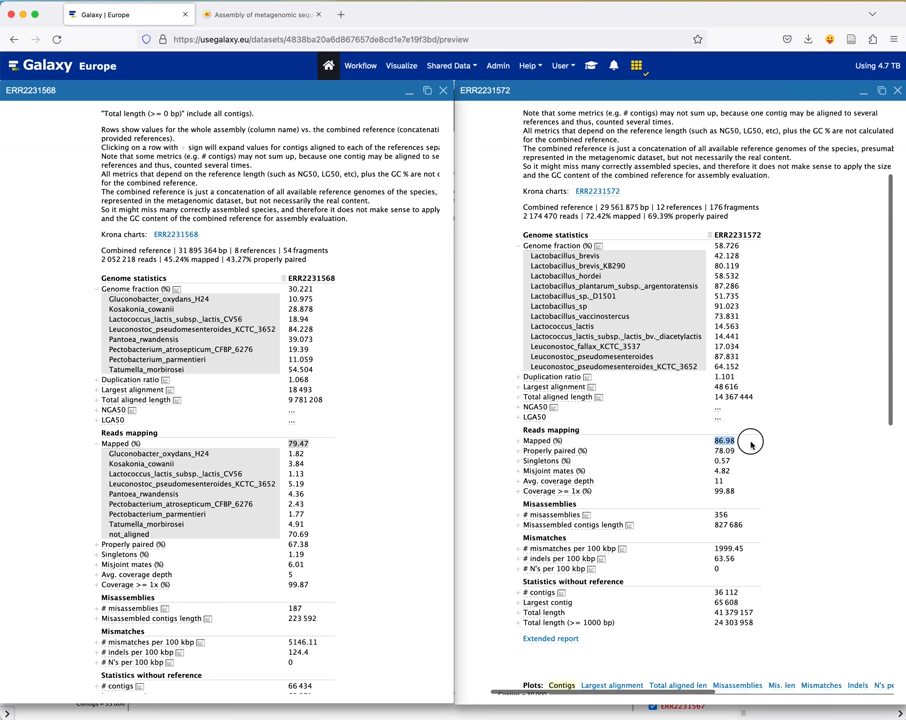 Galaxy | Europe
Assembly of metagenomic sequ
https://usegalaxy.eu/datasets/4838ba20a6d867657de8cd1e7e19f3bd/preview
Galaxy Europe
Workflow Visualize Shared Data Admin Help User Using 4.7 TB
ERR2231568
"Total length (>= 0 bp)" include all contigs).
Rows show values for the whole assembly (column name) vs. the combined reference (concatenati
provided references).
Clicking on a row with + sign will expand values for contigs aligned to each of the references sepa
Note that some metrics (e.g. # contigs) may not sum up, because one contig may be aligned to se
references and thus, counted several times.
All metrics that depend on the reference length (such as NG50, LG50, etc), plus the GC % are not c
for the combined reference.
The combined reference is just a concatenation of all available reference genomes of the species,
represented in the metagenomic dataset, but not necessarily the real content.
So it might miss many correctly assembled species, and therefore it does not make sense to apply
and the GC content of the combined reference for assembly evaluation.
Krona charts: ERR2231568
Combined reference | 31 895 364 bp | 8 references | 54 fragments
2 052 218 reads | 45.24% mapped | 43.27% properly paired
Genome statistics ERR2231568
Genome fraction (%) 30.221
Gluconobacter_oxydans_H24 10.975
Kosakonia_cowanii 28.878
Lactococcus_lactis_subsp._lactis_CV56 18.94
Leuconostoc_pseudomesenteroides_KCTC_3652 84.228
Pantoea_rwandensis 39.073
Pectobacterium_atrosepticum_CFBP_6276 19.39
Pectobacterium_parmentieri 11.059
Tatumella_morbirosei 54.504
Duplication ratio 1.068
Largest alignment 18 493
Total aligned length 9 781 208
NGA50 ...
LGA50 ...
Reads mapping
Mapped (%) 79.47
Gluconobacter_oxydans_H24 1.82
Kosakonia_cowanii 3.84
Lactococcus_lactis_subsp._lactis_CV56 1.13
Leuconostoc_pseudomesenteroides_KCTC_3652 5.19
Pantoea_rwandensis 4.36
Pectobacterium_atrosepticum_CFBP_6276 2.43
Pectobacterium_parmentieri 1.77
Tatumella_morbirosei 4.91
not_aligned 70.69
Properly paired (%) 67.38
Singletons (%) 1.19
Misjoint mates (%) 6.01
Avg. coverage depth 5
Coverage >= 1x (%) 99.87
Misassemblies
# misassemblies 187
Misassembled contigs length 223 592
Mismatches
# mismatches per 100 kbp 5146.11
# indels per 100 kbp 124.4
# N's per 100 kbp 0
Statistics without reference
# contigs 66 434
ERR2231572
Note that some metrics (e.g. # contigs) may not sum up, because one contig may be aligned to several
references and thus, counted several times.
All metrics that depend on the reference length (such as NG50, LG50, etc), plus the GC % are not calculated
for the combined reference.
The combined reference is just a concatenation of all available reference genomes of the species, presumab
represented in the metagenomic dataset, but not necessarily the real content.
So it might miss many correctly assembled species, and therefore it does not make sense to apply the size
and the GC content of the combined reference for assembly evaluation.
Krona charts: ERR2231572
Combined reference | 29 561 875 bp | 12 references | 176 fragments
2 174 470 reads | 72.42% mapped | 69.39% properly paired
Genome statistics ERR2231572
Genome fraction (%) 58.726
Lactobacillus_brevis 42.128
Lactobacillus_brevis_KB290 80.119
Lactobacillus_hordei 58.532
Lactobacillus_plantarum_subsp._argentoratensis 87.286
Lactobacillus_sp._D1501 51.735
Lactobacillus_sp 91.023
Lactobacillus_vaccinostercus 73.831
Lactococcus_lactis 14.563
Lactococcus_lactis_subsp._lactis_bv._diacetylactis 14.441
Leuconostoc_fallax_KCTC_3537 17.034
Leuconostoc_pseudomesenteroides 87.831
Leuconostoc_pseudomesenteroides_KCTC_3652 64.152
Duplication ratio 1.101
Largest alignment 48 616
Total aligned length 14 367 444
NGA50 ...
LGA50 ...
Reads mapping
Mapped (%) 86.98
Properly paired (%) 78.09
Singletons (%) 0.57
Misjoint mates (%) 4.82
Avg. coverage depth 11
Coverage >= 1x (%) 99.88
Misassemblies
# misassemblies 356
Misassembled contigs length 827 686
Mismatches
# mismatches per 100 kbp 1999.45
# indels per 100 kbp 63.56
# N's per 100 kbp 0
Statistics without reference
# contigs 36 112
Largest contig 65 608
Total length 41 379 157
Total length (>= 1000 bp) 24 303 958
Extended report
Plots: Contigs Largest alignment Total aligned len Misassemblies Mis. len Mismatches Indels N's pe
ERR2231567